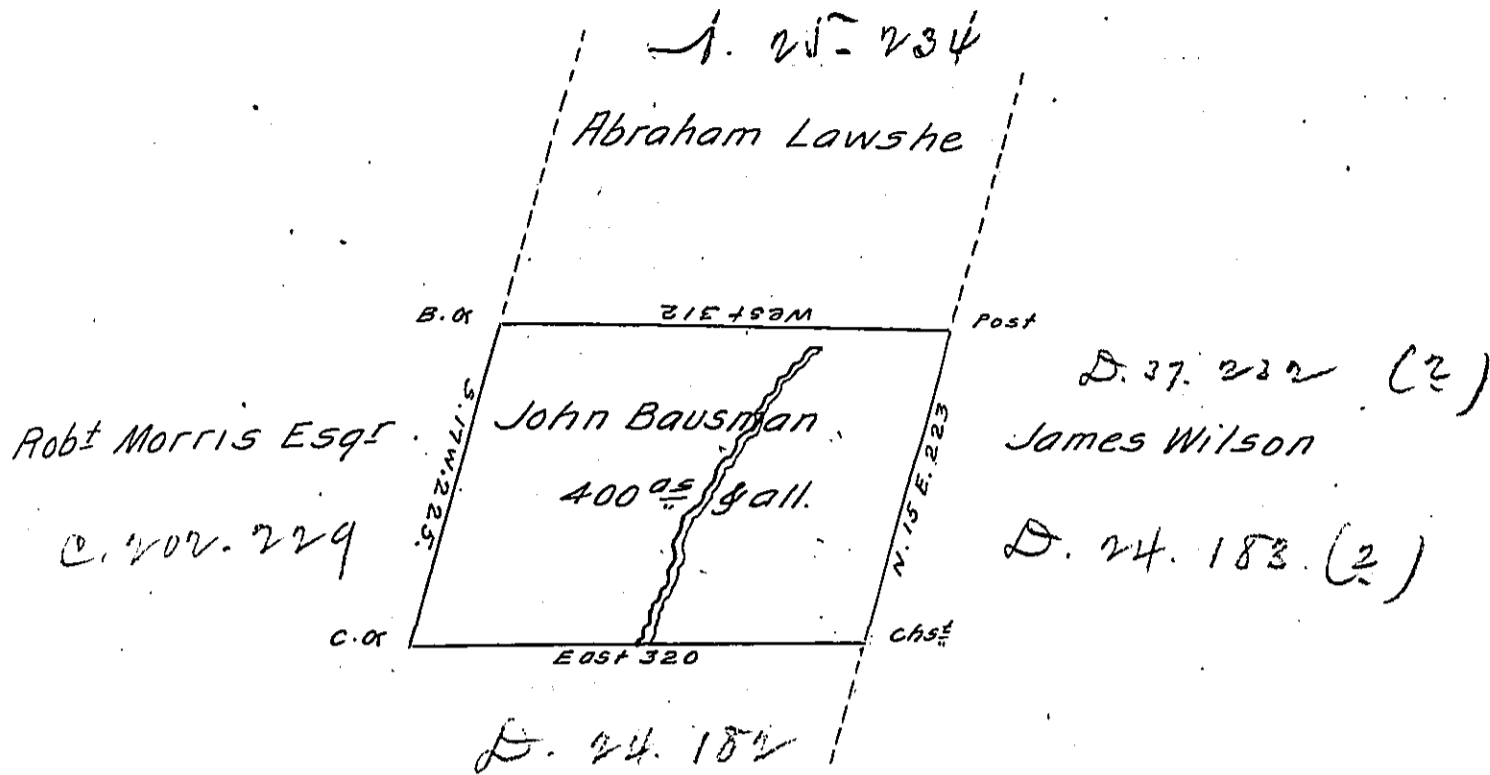 A. 25-234
Abraham Lawshe
B. O.
West 312
Post
D. 37. 232 (2)
S. 17 W. 225.
John Bausman
N. 15 E. 223
Robt Morris Esqr
James Wilson
400 as & all.
C. 202. 229
D. 24. 183. (2)
C. O.
Chst
East 320
D. 24. 182